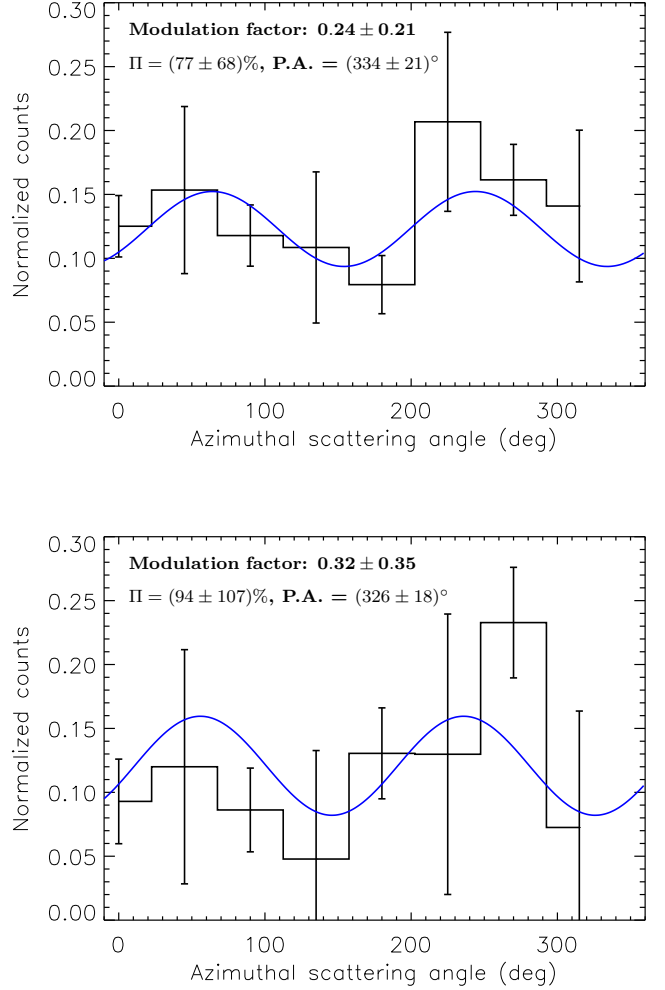 0.30
Modulation factor: 0.24 ± 0.21
Π = (77 ± 68)%, P.A. = (334 ± 21)°
0.25
0.20
0.15
0.10
0.05
0.00
Normalized counts
0 100 200 300
Azimuthal scattering angle (deg)
0.30
Modulation factor: 0.32 ± 0.35
Π = (94 ± 107)%, P.A. = (326 ± 18)°
0.25
0.20
0.15
0.10
0.05
0.00
Normalized counts
0 100 200 300
Azimuthal scattering angle (deg)